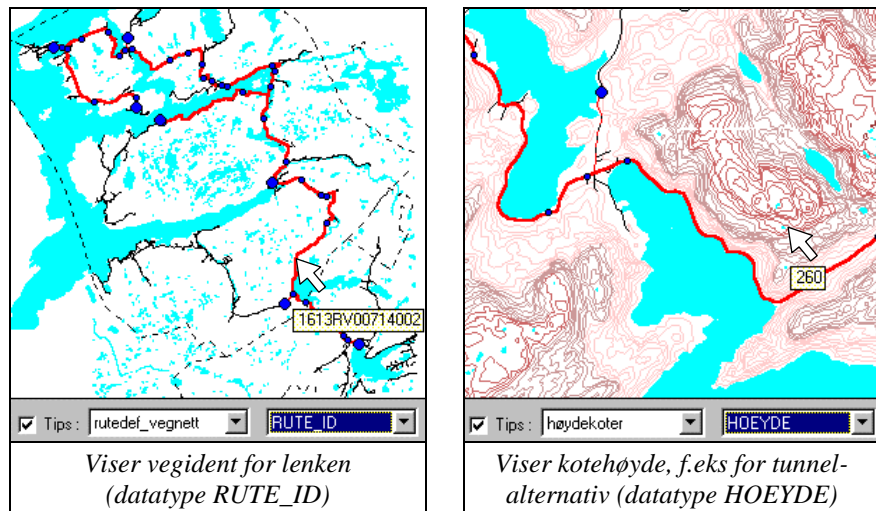 1613RV00714002
Tips : rutedef_vegnett RUTE_ID
Viser vegident for lenken
(datatype RUTE_ID)
260
Tips : høydekoter HOEYDE
Viser kotehøyde, f.eks for tunnel-
alternativ (datatype HOEYDE)